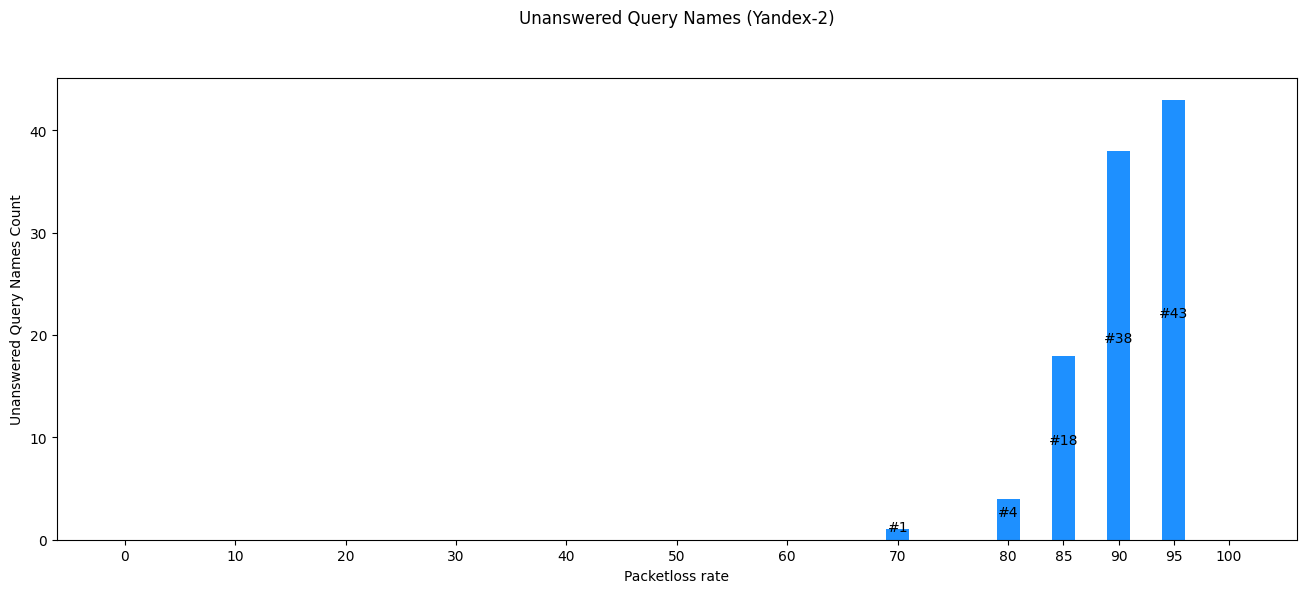 Unanswered Query Names (Yandex-2)
Unanswered Query Names Count
40
30
20
10
0
#1
#4
#18
#38
#43
0 10 20 30 40 50 60 70 80 85 90 95 100
Packetloss rate